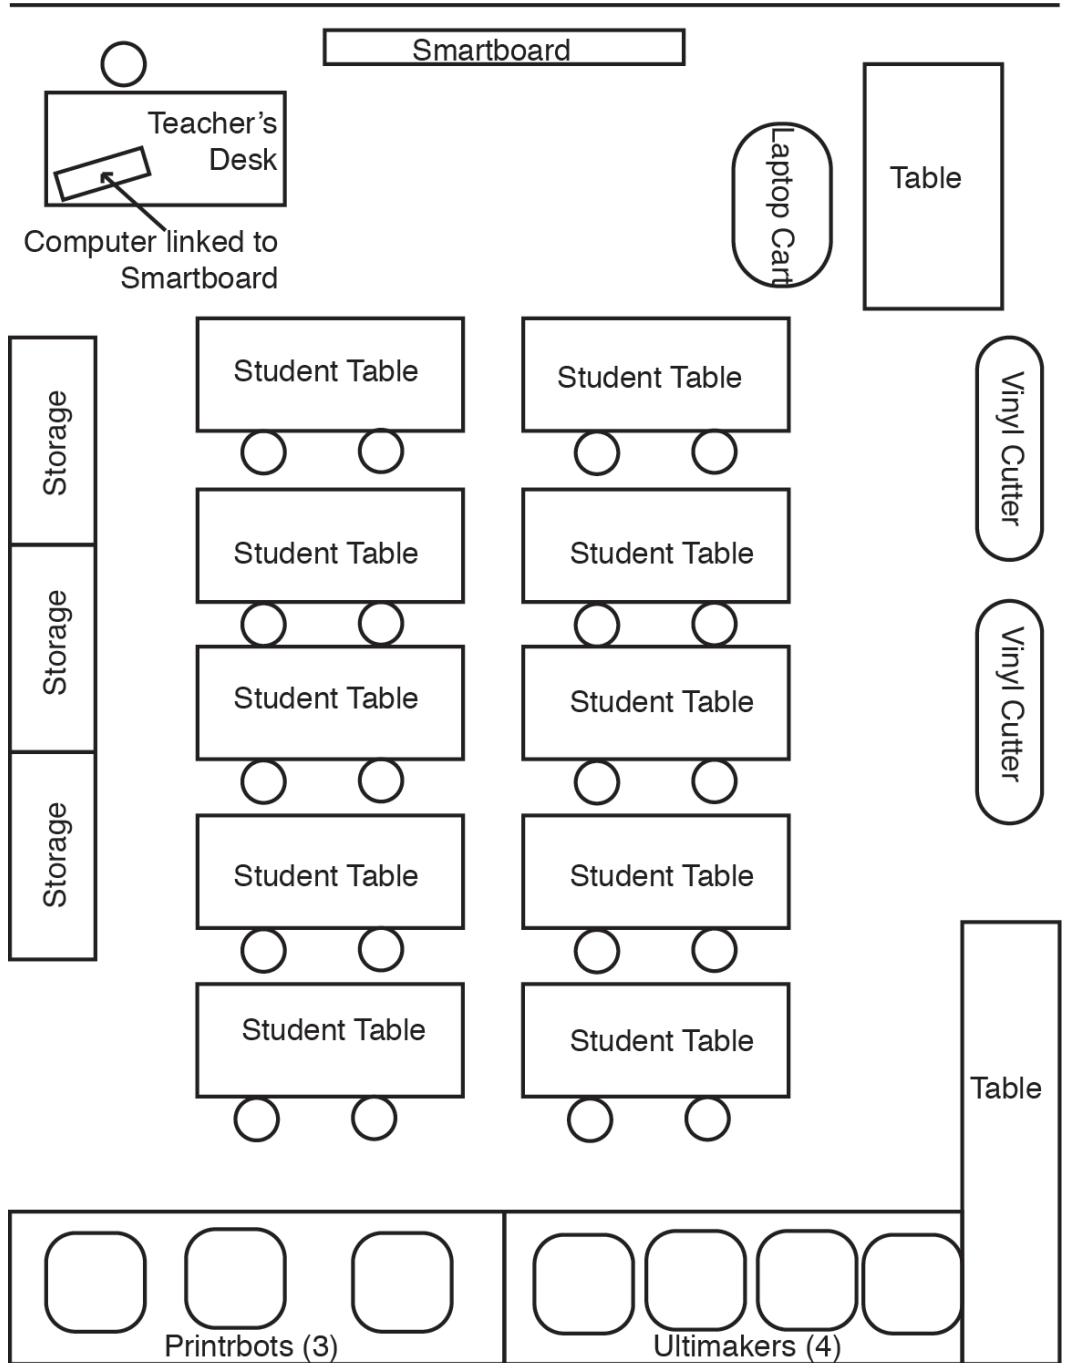 Smartboard
Teacher's
Desk
Computer linked to
Smartboard
Laptop Cart
Table
Storage
Storage
Storage
Student Table
Student Table
Student Table
Student Table
Student Table
Student Table
Student Table
Student Table
Student Table
Student Table
Vinyl Cutter
Vinyl Cutter
Table
Printrbots (3)
Ultimakers (4)